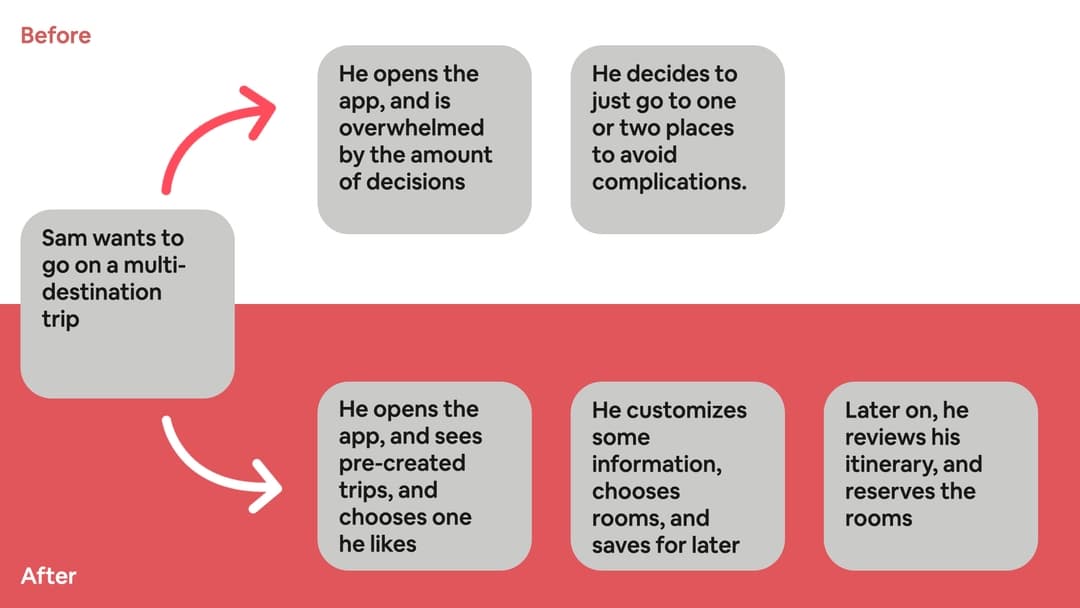 Before
He opens the
app, and is
overwhelmed
by the amount
of decisions
He decides to
just go to one
or two places
to avoid
complications.
Sam wants to
go on a multi-
destination
trip
He opens the
app, and sees
pre-created
trips, and
chooses one
he likes
He customizes
some
information,
chooses
rooms, and
saves for later
Later on, he
reviews his
itinerary, and
reserves the
rooms
After